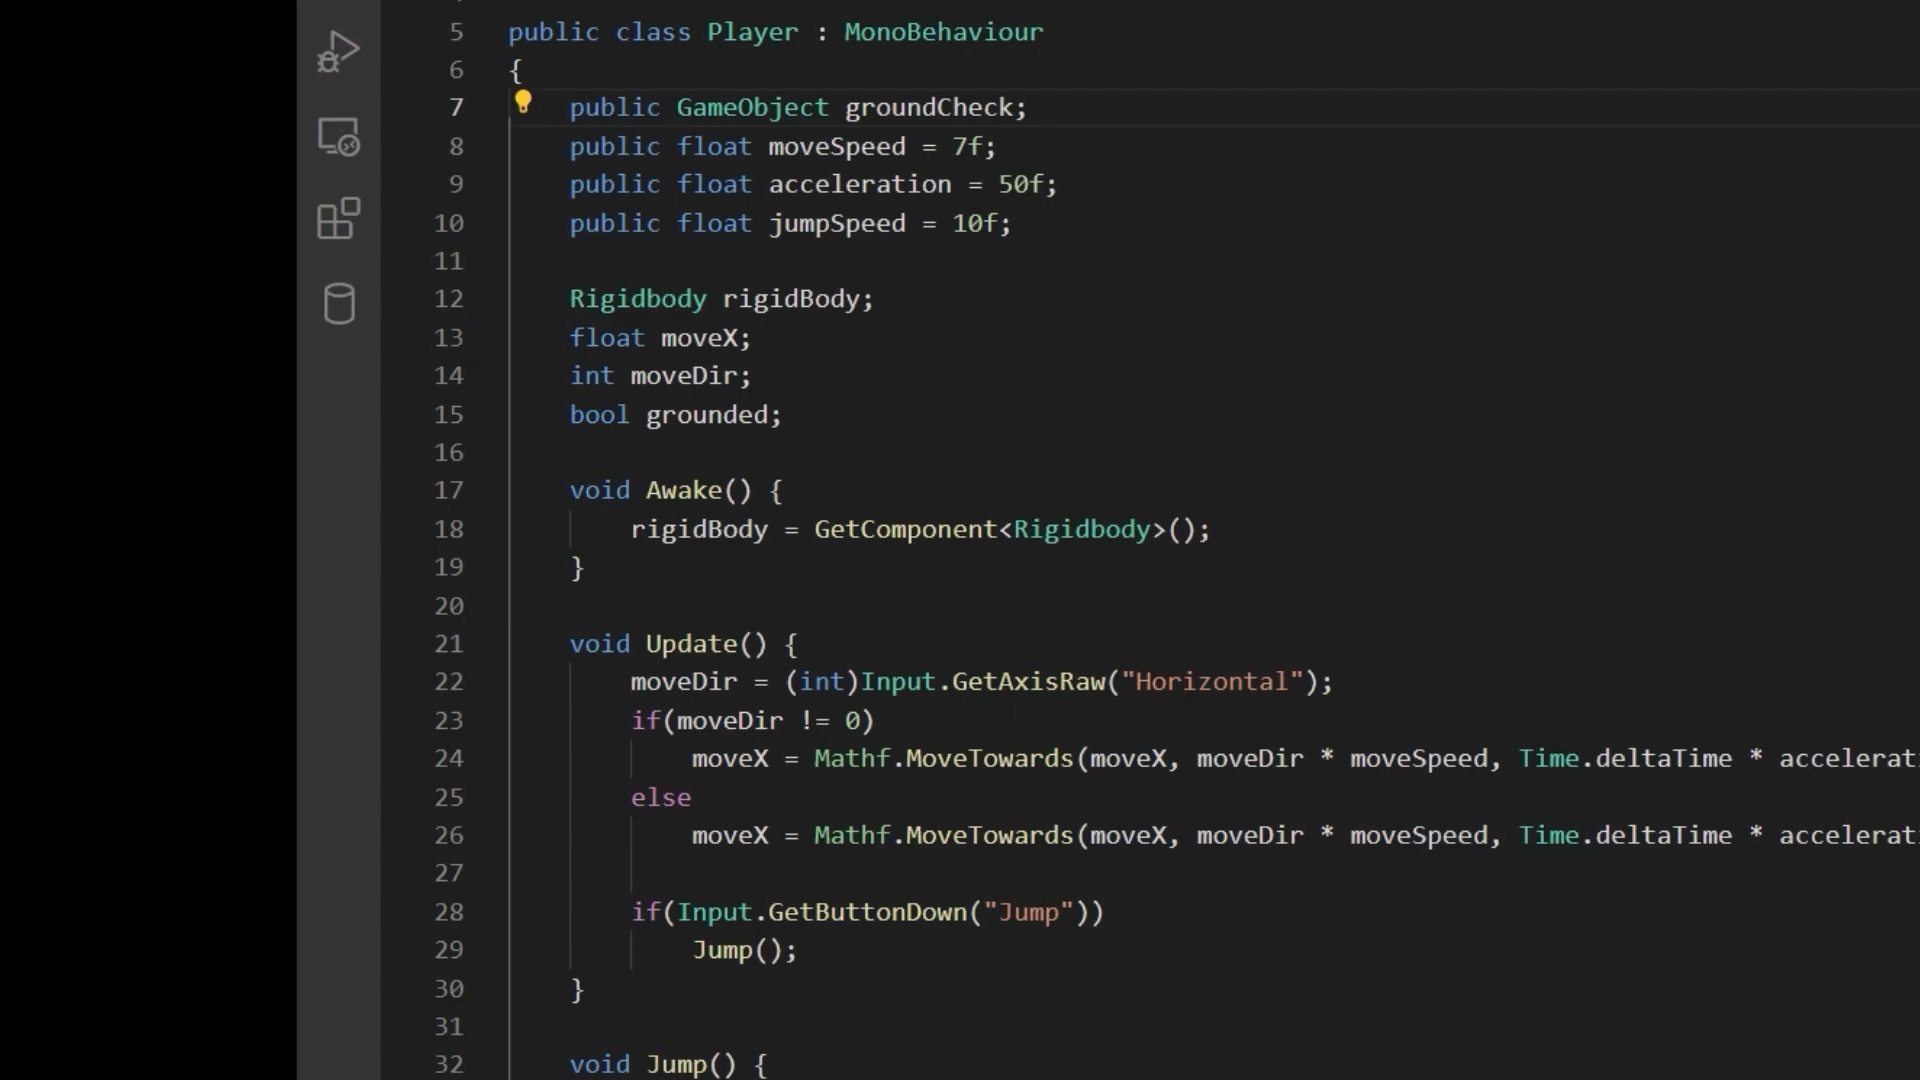 5 public class Player : MonoBehaviour
6 {
7 public GameObject groundCheck;
8 public float moveSpeed = 7f;
9 public float acceleration = 50f;
10 public float jumpSpeed = 10f;
11
12 Rigidbody rigidBody;
13 float moveX;
14 int moveDir;
15 bool grounded;
16
17 void Awake() {
18 rigidBody = GetComponent<Rigidbody>();
19 }
20
21 void Update() {
22 moveDir = (int)Input.GetAxisRaw("Horizontal");
23 if(moveDir != 0)
24 moveX = Mathf.MoveTowards(moveX, moveDir * moveSpeed, Time.deltaTime * accelerati
25 else
26 moveX = Mathf.MoveTowards(moveX, moveDir * moveSpeed, Time.deltaTime * accelerati
27
28 if(Input.GetButtonDown("Jump"))
29 Jump();
30 }
31
32 void Jump() {